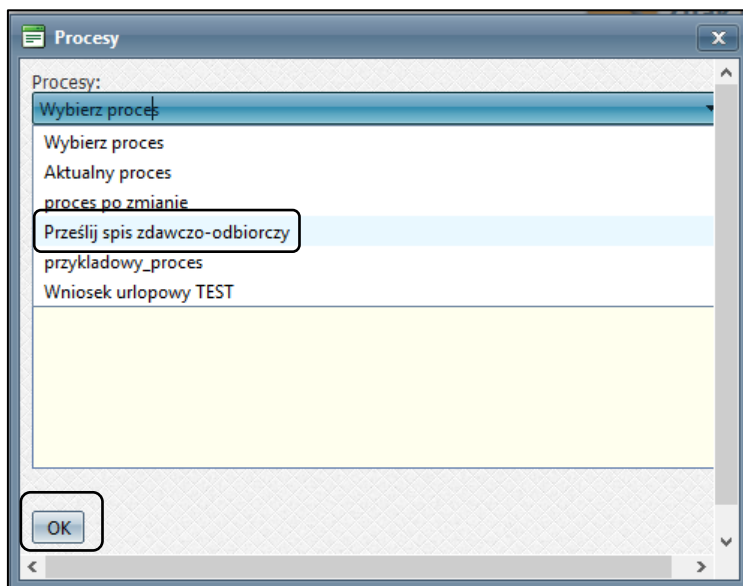 Procesy
Procesy:
Wybierz proces
Wybierz proces
Aktualny proces
proces po zmianie
Prześlij spis zdawczo-odbiorczy
przykladowy_proces
Wniosek urlopowy TEST
OK